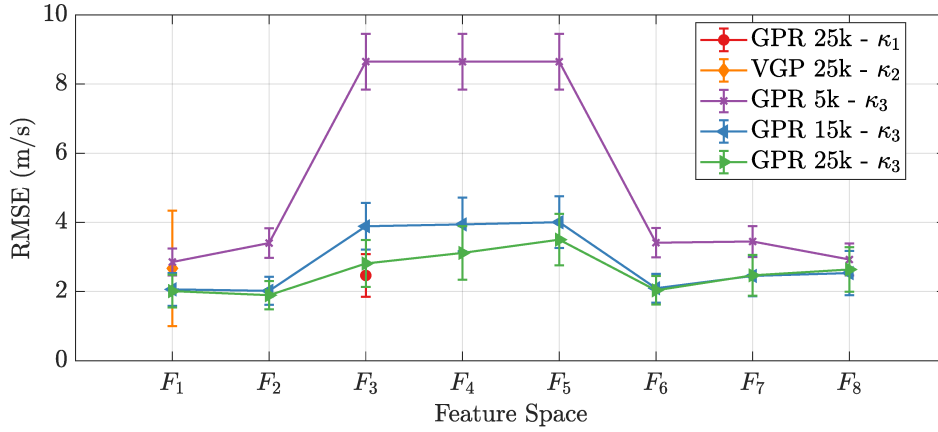 10
8
6
4
2
0
RMSE (m/s)
GPR 25k - κ₁
VGP 25k - κ₂
GPR 5k - κ₃
GPR 15k - κ₃
GPR 25k - κ₃
F₁ F₂ F₃ F₄ F₅ F₆ F₇ F₈
Feature Space